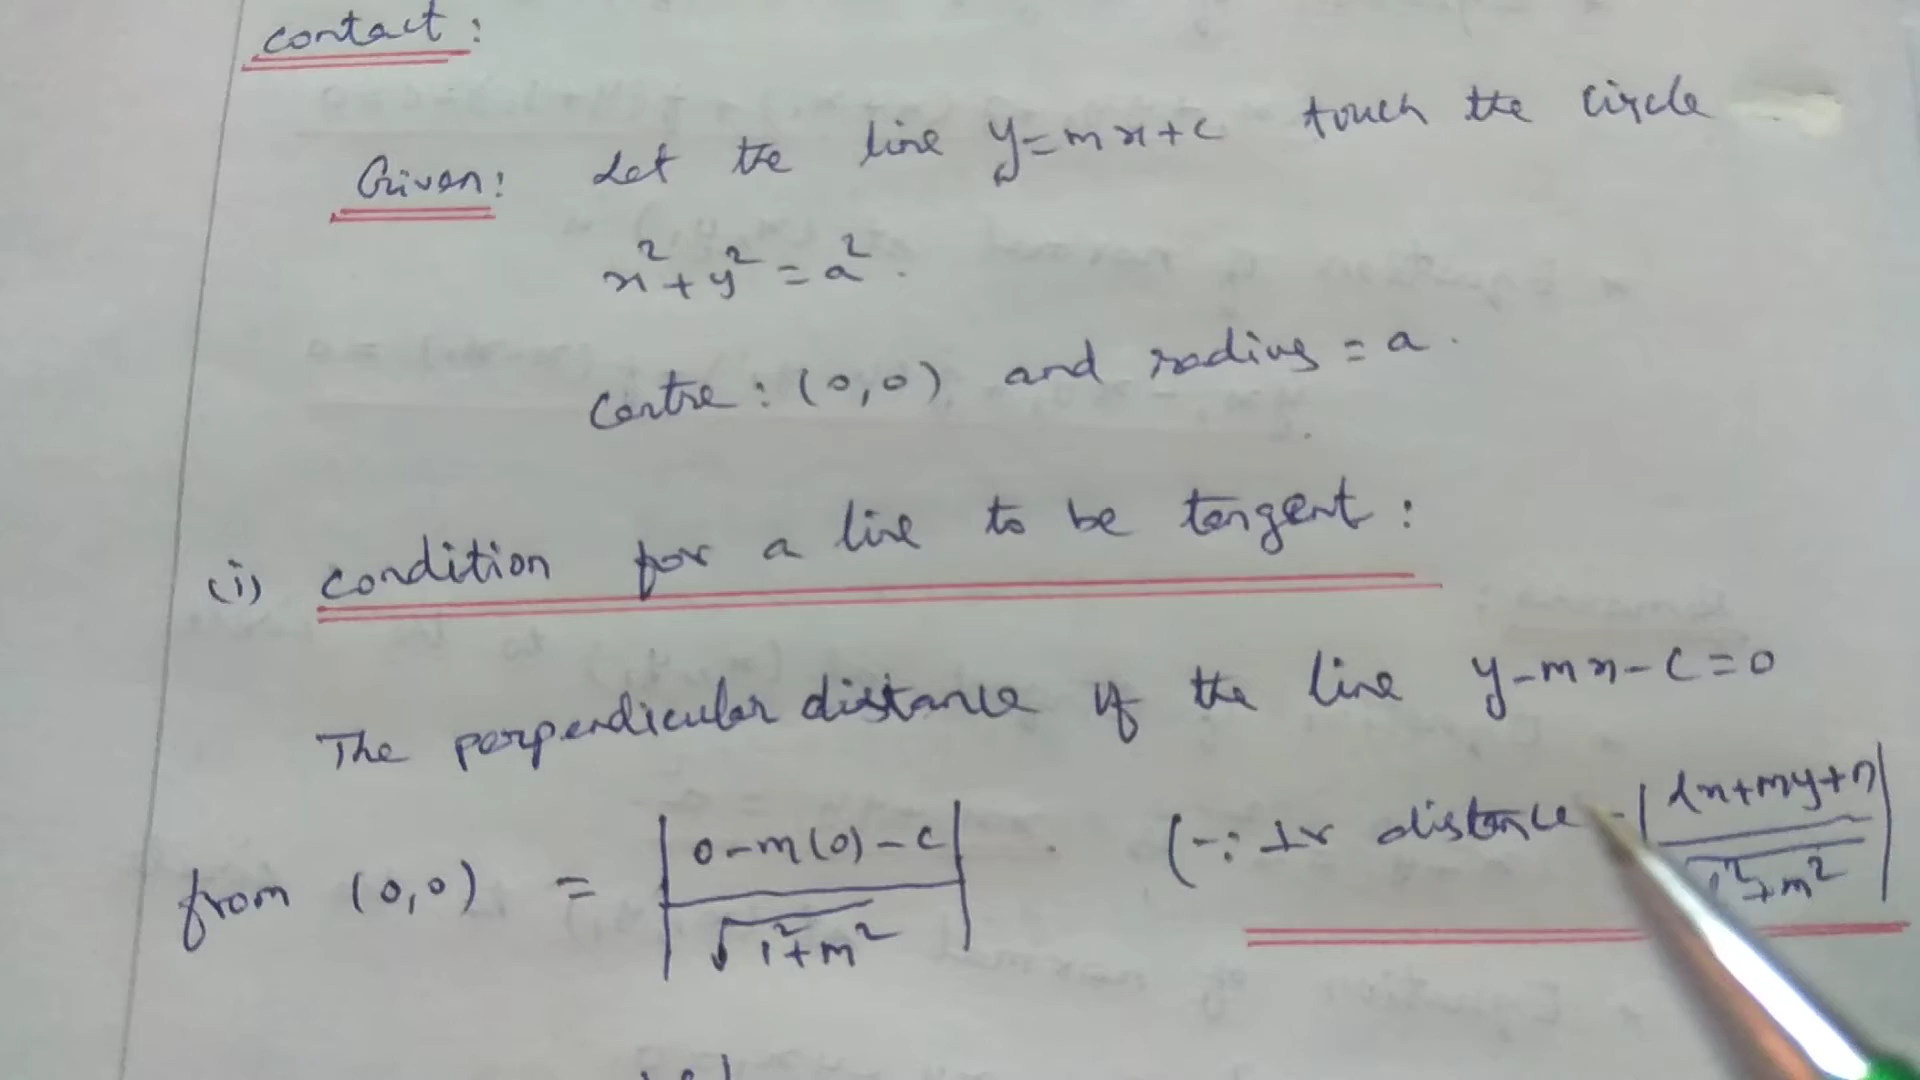 contact:
Given: Let the line y=mx+c touch the circle
x²+y²=a².
Centre: (0,0) and radius = a.
(i) condition for a line to be tangent:
The perpendicular distance of the line y-mx-c=0
from (0,0) = |0-m(0)-c / √1²+m²| (∵ ⊥r distance = |lx+my+n / √l²+m²|